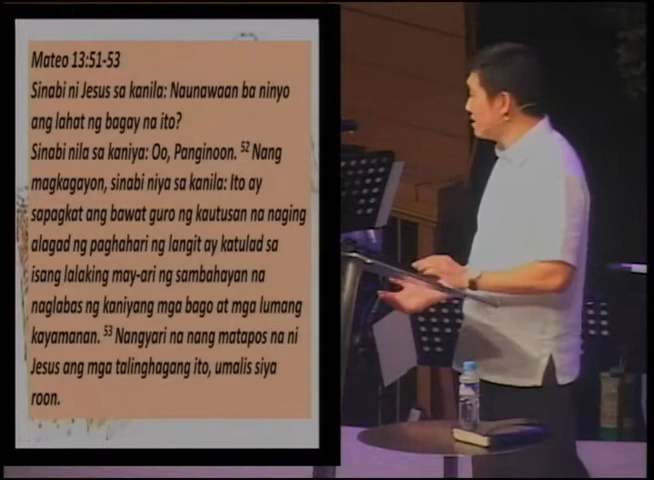 Mateo 13:51-53
Sinabi ni Jesus sa kanila: Naunawaan ba ninyo
ang lahat ng bagay na ito?
Sinabi nila sa kaniya: Oo, Panginoon. 52 Nang
magkagayon, sinabi niya sa kanila: Ito ay
sapagkat ang bawat guro ng kautusan na naging
alagad ng paghahari ng langit ay katulad sa
isang lalaking may-ari ng sambahayan na
naglabas ng kaniyang mga bago at mga lumang
kayamanan. 53 Nangyari na nang matapos na ni
Jesus ang mga talinghagang ito, umalis siya
roon.